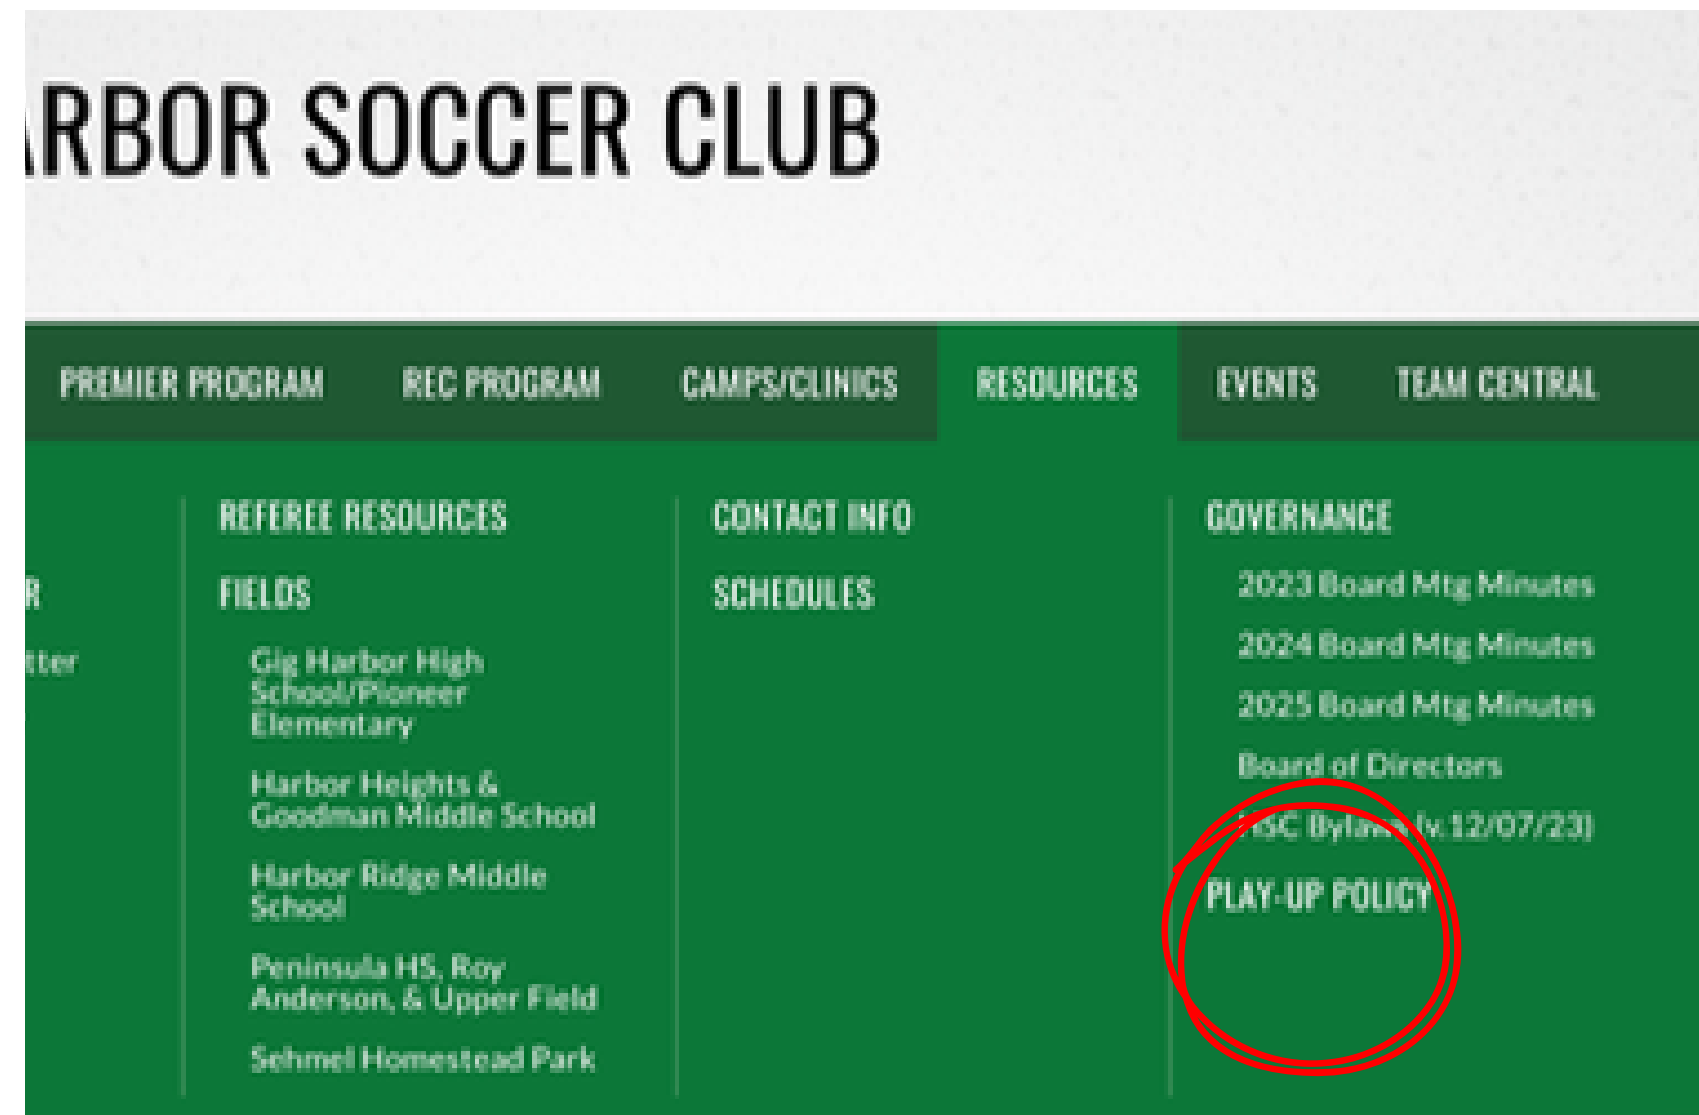 ARBOR SOCCER CLUB
PREMIER PROGRAM REC PROGRAM CAMPS/CLINICS RESOURCES EVENTS TEAM CENTRAL
R
tter
REFEREE RESOURCES
FIELDS
Gig Harbor High
School/Pioneer
Elementary
Harbor Heights &
Goodman Middle School
Harbor Ridge Middle
School
Peninsula HS, Roy
Anderson, & Upper Field
Sehmel Homestead Park
CONTACT INFO
SCHEDULES
GOVERNANCE
2023 Board Mtg Minutes
2024 Board Mtg Minutes
2025 Board Mtg Minutes
Board of Directors
HSC Bylaws (v.12/07/23)
PLAY-UP POLICY